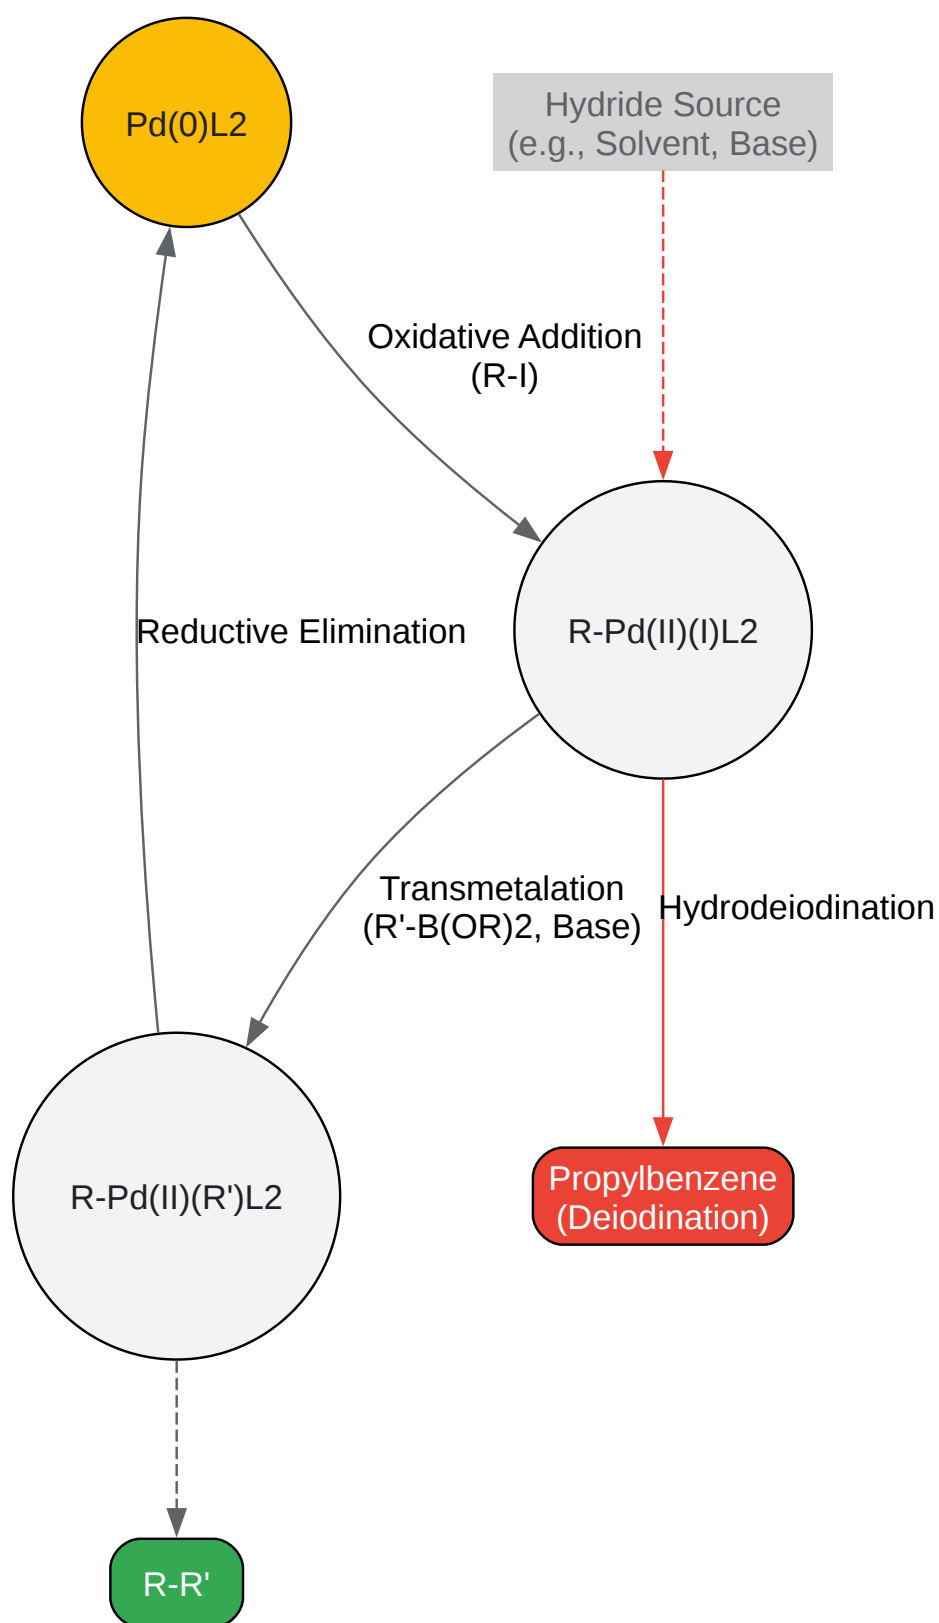 Pd(0)L2
Hydride Source
(e.g., Solvent, Base)
Oxidative Addition
(R-I)
Reductive Elimination
R-Pd(II)(I)L2
Transmetalation
(R'-B(OR)2, Base)
Hydrodeiodination
R-Pd(II)(R')L2
Propylbenzene
(Deiodination)
R-R'